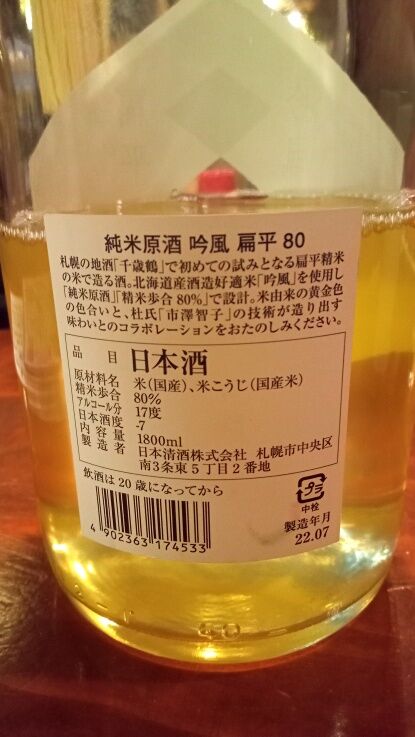 純米原酒 吟風 扁平 80
札幌の地酒「千歳鶴」で初めての試みとなる扁平精米
の米で造る酒。北海道産酒造好適米「吟風」を使用し
「純米原酒」「精米歩合 80%」で設計。米由来の黄金色
の色合いと、杜氏「市澤智子」の技術が造り出す
味わいとのコラボレーションをおたのしみください。
品目 日本酒
原材料名 米(国産)、米こうじ(国産米)
精米歩合 80%
アルコール分 17度
日本酒度 -7
内容量 1800ml
製造者 日本清酒株式会社 札幌市中央区
南3条東5丁目2番地
飲酒は20歳になってから
4 902363 174533
プラ
中栓
製造年月
22.07